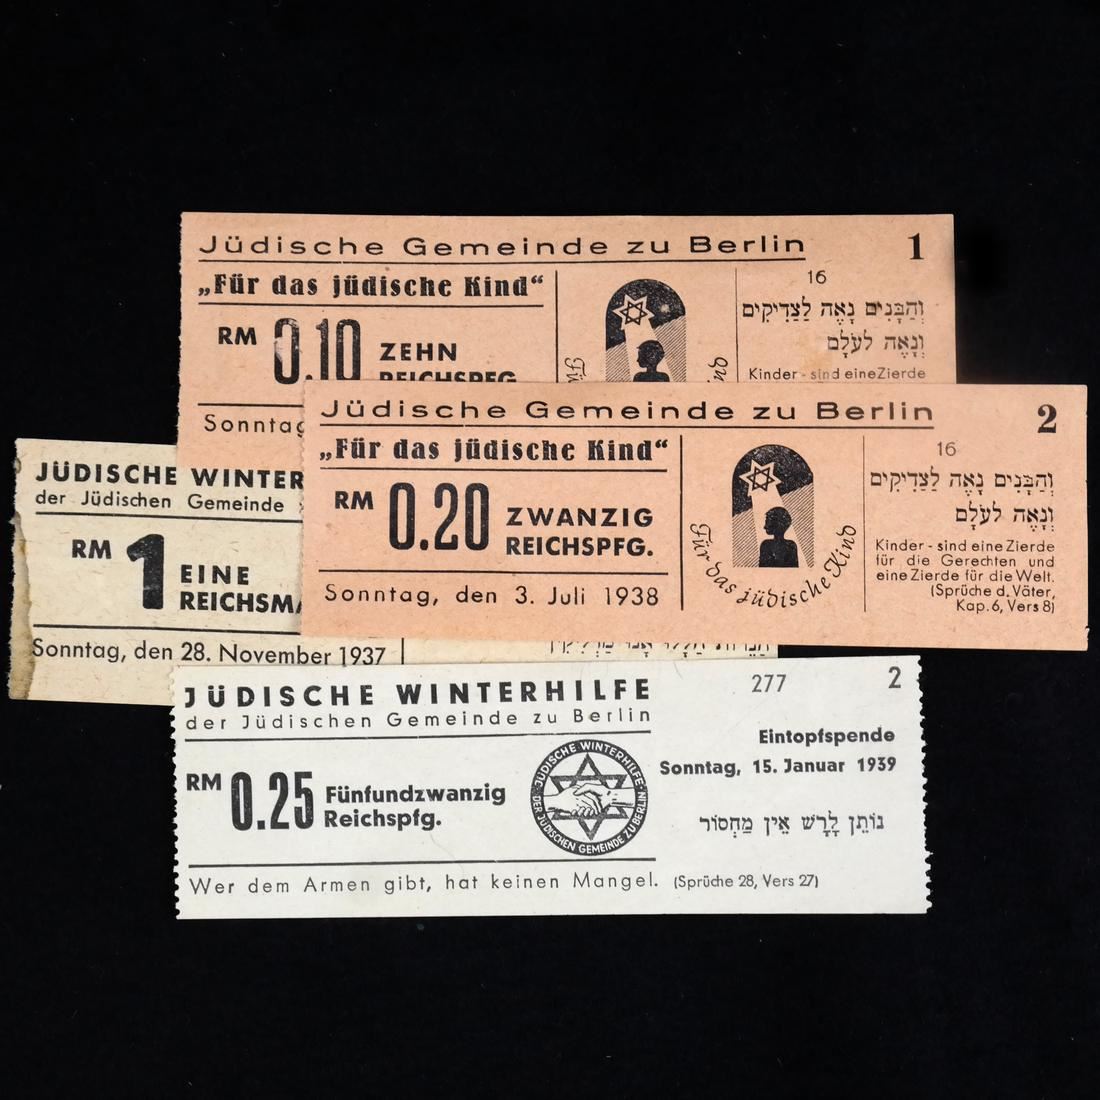 Jüdische Gemeinde zu Berlin 1
„Für das jüdische Kind“
RM 0.10 ZEHN
REICHSPFG.
Sonntag
16
וְהַבָּנִים נָאֶה לַצַדִיקִים
וְנָאֶה לעֹלָם
Kinder - sind eine Zierde
Jüdische Gemeinde zu Berlin 2
„Für das jüdische Kind“
RM 0.20 ZWANZIG
REICHSPFG.
Sonntag, den 3. Juli 1938
Für das jüdische Kind
16
וְהַבָּנִים נָאֶה לַצַדִיקִים
וְנָאֶה לעֹלָם
Kinder - sind eine Zierde
für die Gerechten und
eine Zierde für die Welt.
(Sprüche d. Väter,
Kap. 6, Vers 8)
JÜDISCHE WINTER
der Jüdischen Gemeinde
RM 1 EINE
REICHSMA
Sonntag, den 28. November 1937
JÜDISCHE WINTERHILFE 277 2
der Jüdischen Gemeinde zu Berlin
RM 0.25 Fünfundzwanzig
Reichspfg.
JÜDISCHE WINTERHILFE·
DER JÜDISCHEN GEMEINDE ZU BERLIN
Eintopfspende
Sonntag, 15. Januar 1939
נוֹתֵן לָרָשׁ אֵין מַחְסוֹר
Wer dem Armen gibt, hat keinen Mangel. (Sprüche 28, Vers 27)